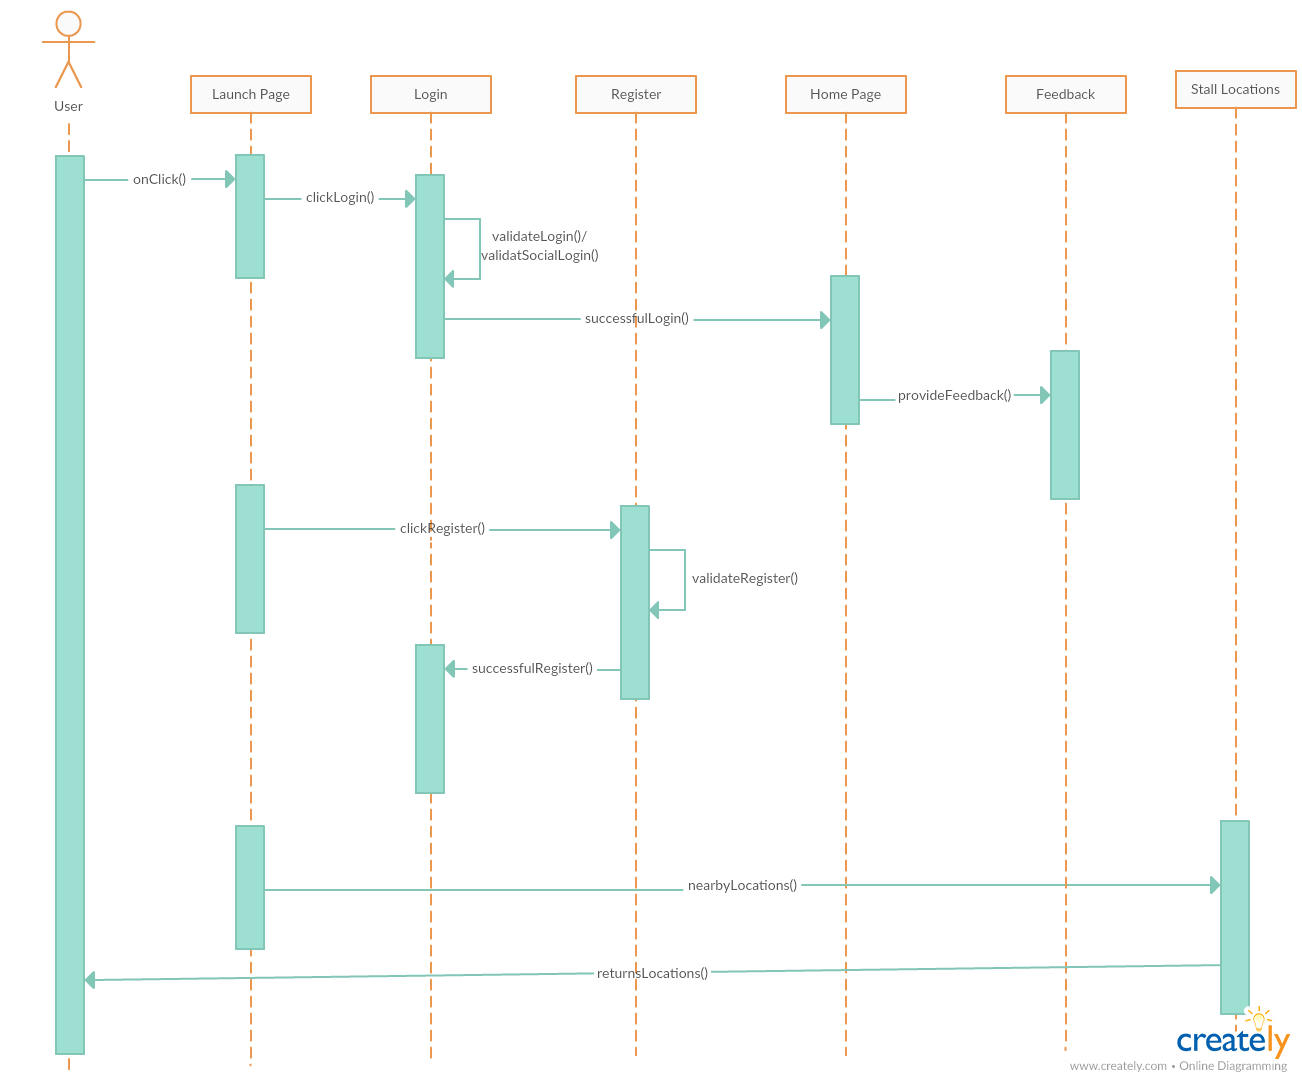 User
Launch Page
Login
Register
Home Page
Feedback
Stall Locations
onClick()
clickLogin()
validateLogin()/
validatSocialLogin()
successfulLogin()
provideFeedback()
clickRegister()
validateRegister()
successfulRegister()
nearbyLocations()
returnsLocations()
creately
www.creately.com • Online Diagramming